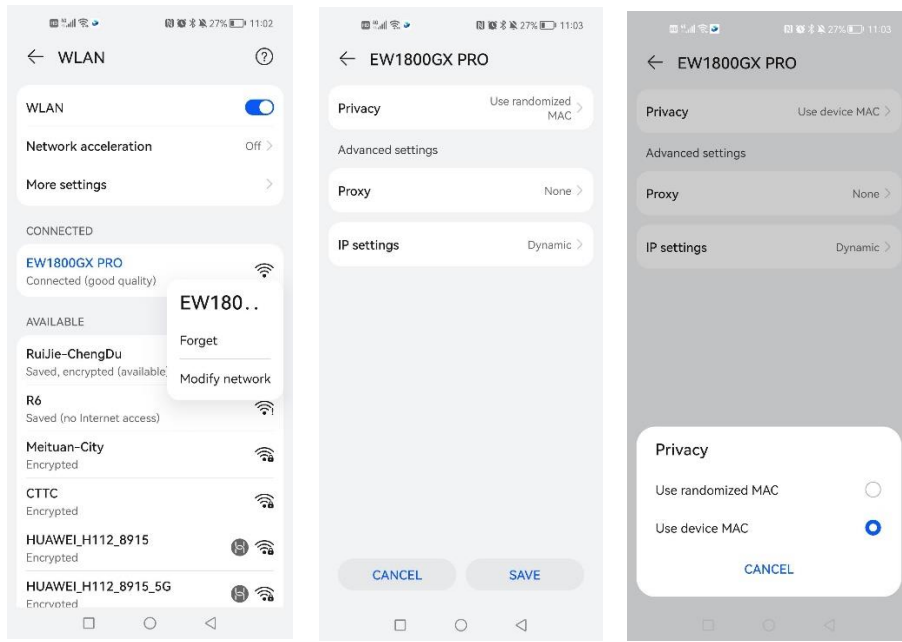 27% 11:02
WLAN
WLAN
Network acceleration Off
More settings
CONNECTED
EW1800GX PRO
Connected (good quality)
EW180..
Forget
Modify network
AVAILABLE
RuiJie-ChengDu
Saved, encrypted (available
R6
Saved (no Internet access)
Meituan-City
Encrypted
CTTC
Encrypted
HUAWEI_H112_8915
Encrypted
HUAWEI_H112_8915_5G
Encrypted
27% 11:03
EW1800GX PRO
Privacy Use randomized
MAC
Advanced settings
Proxy None
IP settings Dynamic
CANCEL SAVE
27% 11:03
EW1800GX PRO
Privacy Use device MAC
Advanced settings
Proxy None
IP settings Dynamic
Privacy
Use randomized MAC
Use device MAC
CANCEL